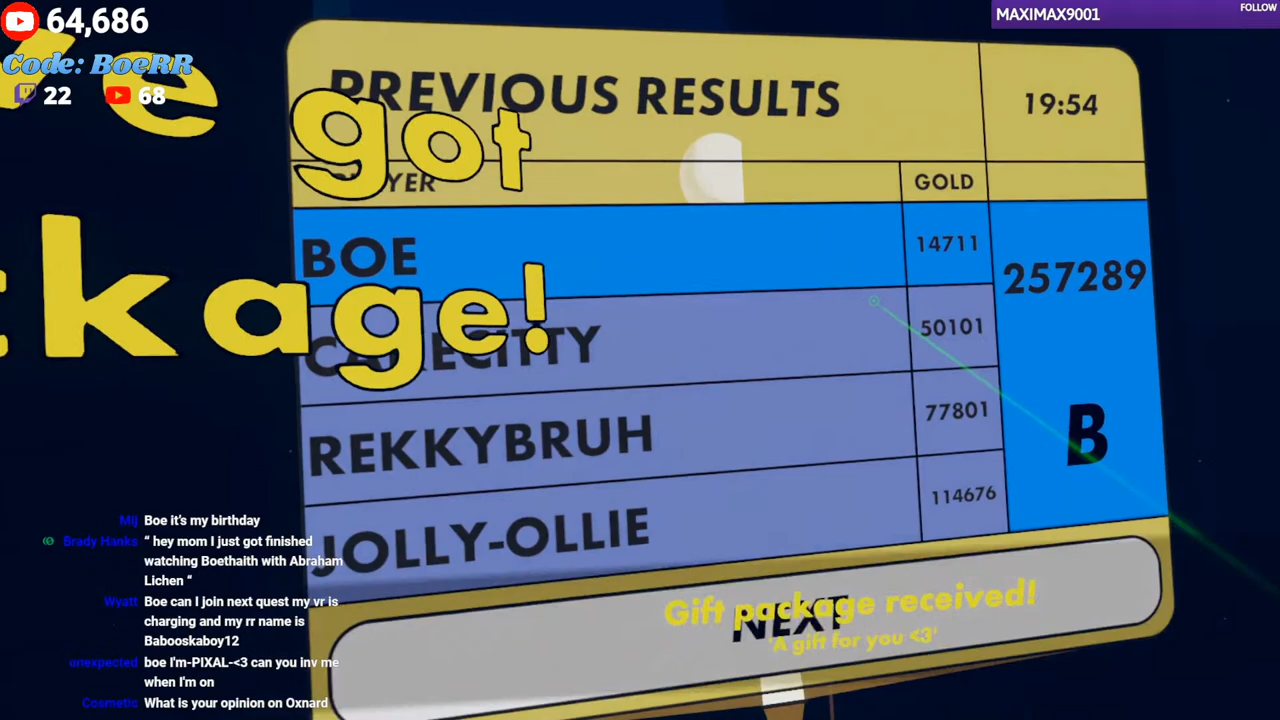 64,686
Code: BoeRR
22 68
MAXIMAX9001
FOLLOW
got
kage!
PREVIOUS RESULTS
19:54
GOLD
BOE
14711
257289
50101
REKKYBRUH
77801
B
JOLLY-OLLIE
114676
Gift package received!
NEXT
'A gift for you <3'
Mij Boe it's my birthday
Brady Hanks “ hey mom I just got finished
watching Boethaith with Abraham
Lichen “
Wyatt Boe can I join next quest my vr is
charging and my rr name is
Babooskaboy12
unexpected boe I'm-PIXAL-<3 can you inv me
when I'm on
Cosmetic What is your opinion on Oxnard